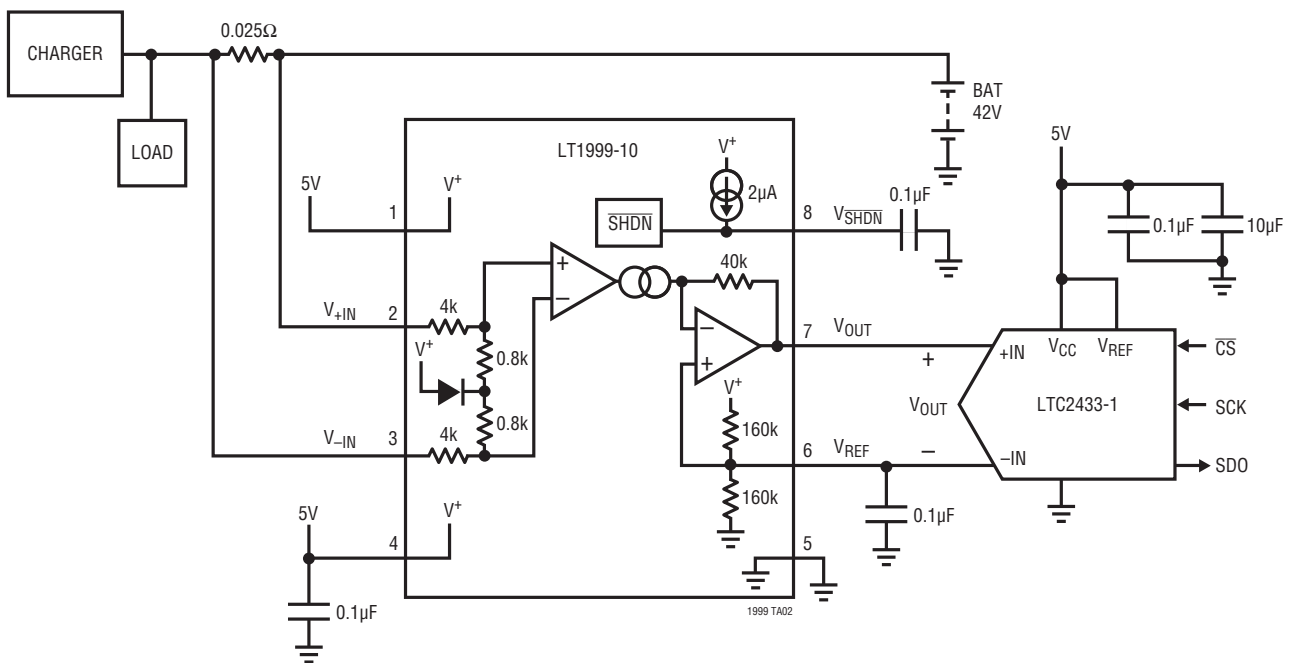 0.025Ω
CHARGER
LOAD
BAT
42V
LT1999-10
5V
V+
1
SHDN
V+
2µA
8
VSHDN
0.1µF
5V
0.1µF
10µF
V+IN
2
4k
V+
0.8k
0.8k
+
−
40k
−
+
7
VOUT
+
VOUT
−
+IN
VCC
VREF
CS
LTC2433-1
SCK
−IN
SDO
V–IN
3
4k
V+
160k
6
VREF
160k
0.1µF
5V
4
V+
5
0.1µF
1999 TA02